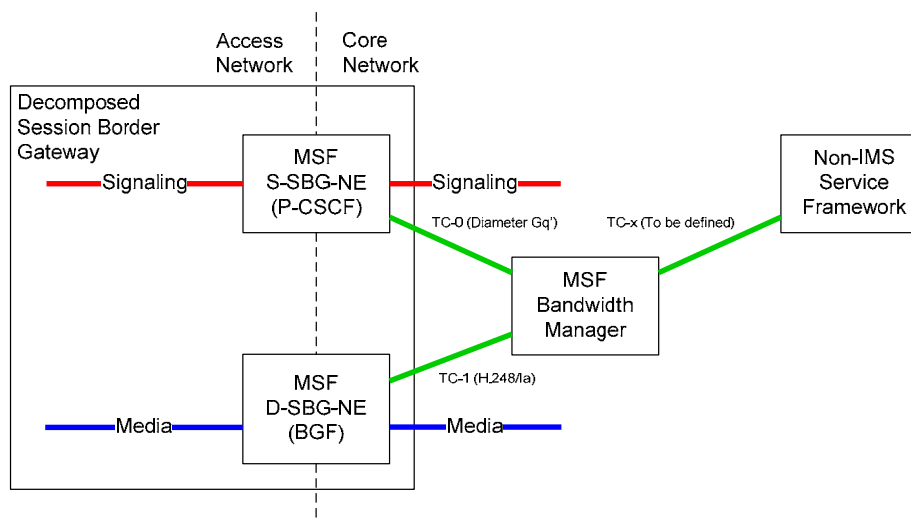 Access
Network
Core
Network
Decomposed
Session Border
Gateway
MSF
S-SBG-NE
(P-CSCF)
Signaling
Signaling
Non-IMS
Service
Framework
TC-0 (Diameter Gq')
TC-x (To be defined)
MSF
Bandwidth
Manager
TC-1 (H.248/Ia)
MSF
D-SBG-NE
(BGF)
Media
Media